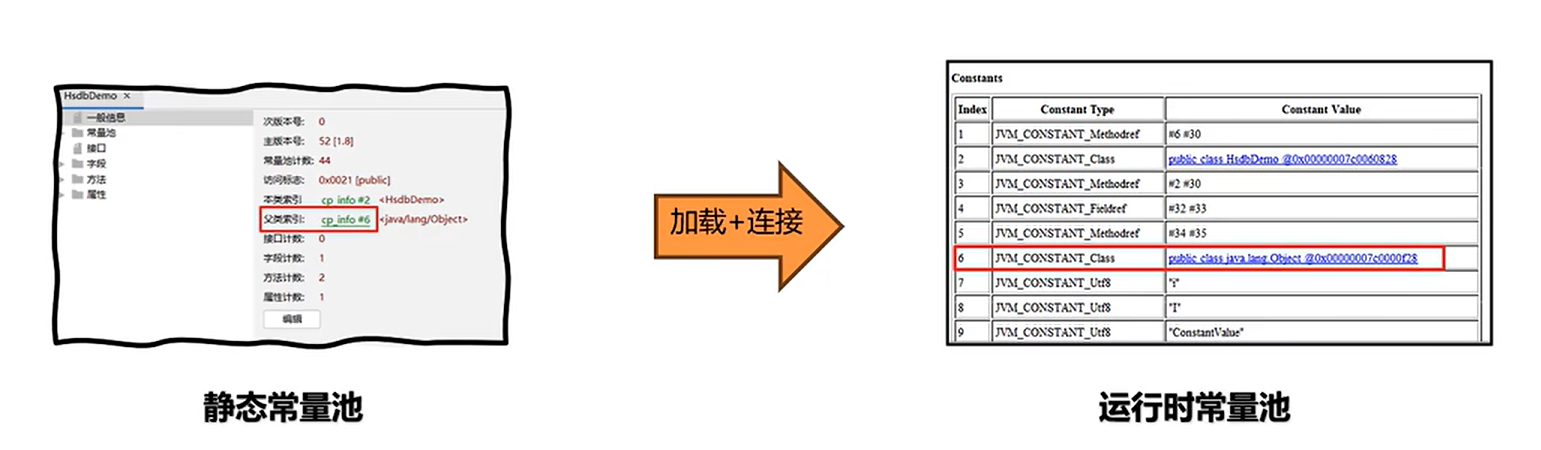 HsdbDemo ×
一般信息
常量池
接口
字段
方法
属性
次版本号: 0
主版本号: 52 [1.8]
常量池计数: 44
访问标志: 0x0021 [public]
本类索引 cp_info #2 <HsdbDemo>
父类索引: cp_info #6 <java/lang/Object>
接口计数: 0
字段计数: 1
方法计数: 2
属性计数: 1
编辑
静态常量池
加载+连接
Constants
Index Constant Type Constant Value
1 JVM_CONSTANT_Methodref #6 #30
2 JVM_CONSTANT_Class public class HsdbDemo @0x00000007c0060828
3 JVM_CONSTANT_Methodref #2 #30
4 JVM_CONSTANT_Fieldref #32 #33
5 JVM_CONSTANT_Methodref #34 #35
6 JVM_CONSTANT_Class public class java.lang.Object @0x00000007c0000f28
7 JVM_CONSTANT_Utf8 "i"
8 JVM_CONSTANT_Utf8 "I"
9 JVM_CONSTANT_Utf8 "ConstantValue"
运行时常量池